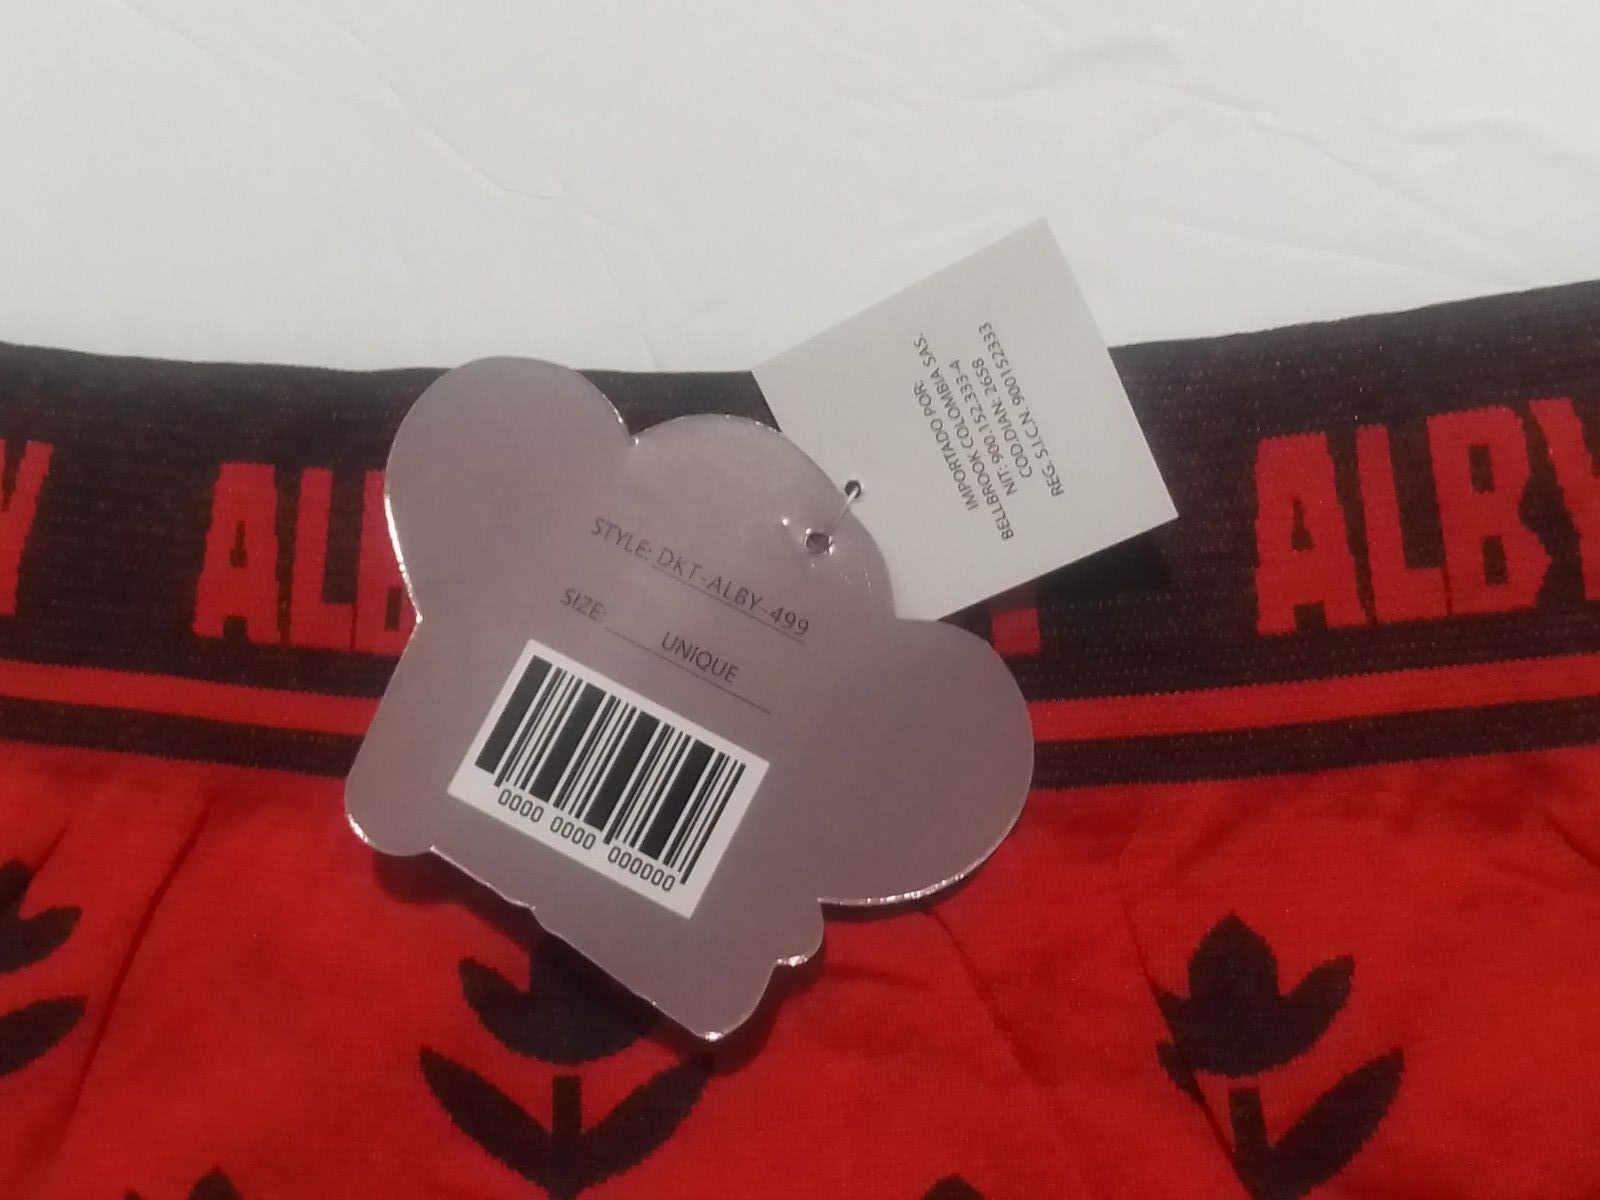 ALBY
STYLE: DKT-ALBY-499
SIZE: UNIQUE
0000 0000 000000
IMPORTADO POR:
BELLBROOK COLOMBIA SAS.
NIT: 900.152.333-4
COD.DIAN: 2658
REG. S.I.C.N. 900152333
ALBY